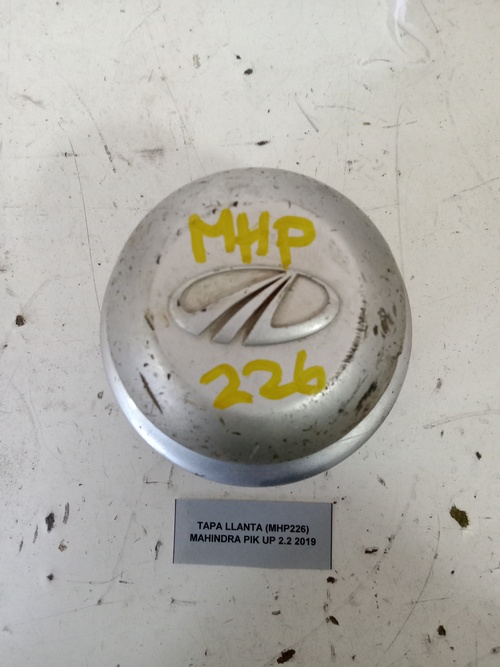 MHP
226
TAPA LLANTA (MHP226)
MAHINDRA PIK UP 2.2 2019